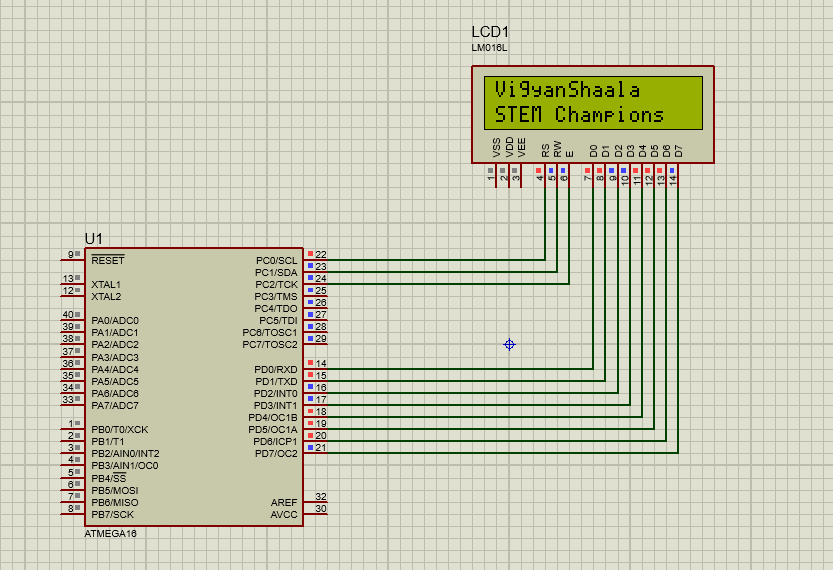 LCD1
LM016L
VigyanShaala
STEM Champions
VSS VDD VEE RS RW E D0 D1 D2 D3 D4 D5 D6 D7
1 2 3 4 5 6 7 8 9 10 11 12 13 14
U1
9 RESET PC0/SCL 22
PC1/SDA 23
13 XTAL1 PC2/TCK 24
12 XTAL2 PC3/TMS 25
PC4/TDO 26
40 PA0/ADC0 PC5/TDI 27
39 PA1/ADC1 PC6/TOSC1 28
38 PA2/ADC2 PC7/TOSC2 29
37 PA3/ADC3
36 PA4/ADC4 PD0/RXD 14
35 PA5/ADC5 PD1/TXD 15
34 PA6/ADC6 PD2/INT0 16
33 PA7/ADC7 PD3/INT1 17
PD4/OC1B 18
1 PB0/T0/XCK PD5/OC1A 19
2 PB1/T1 PD6/ICP1 20
3 PB2/AIN0/INT2 PD7/OC2 21
4 PB3/AIN1/OC0
5 PB4/SS
6 PB5/MOSI
7 PB6/MISO AREF 32
8 PB7/SCK AVCC 30
ATMEGA16